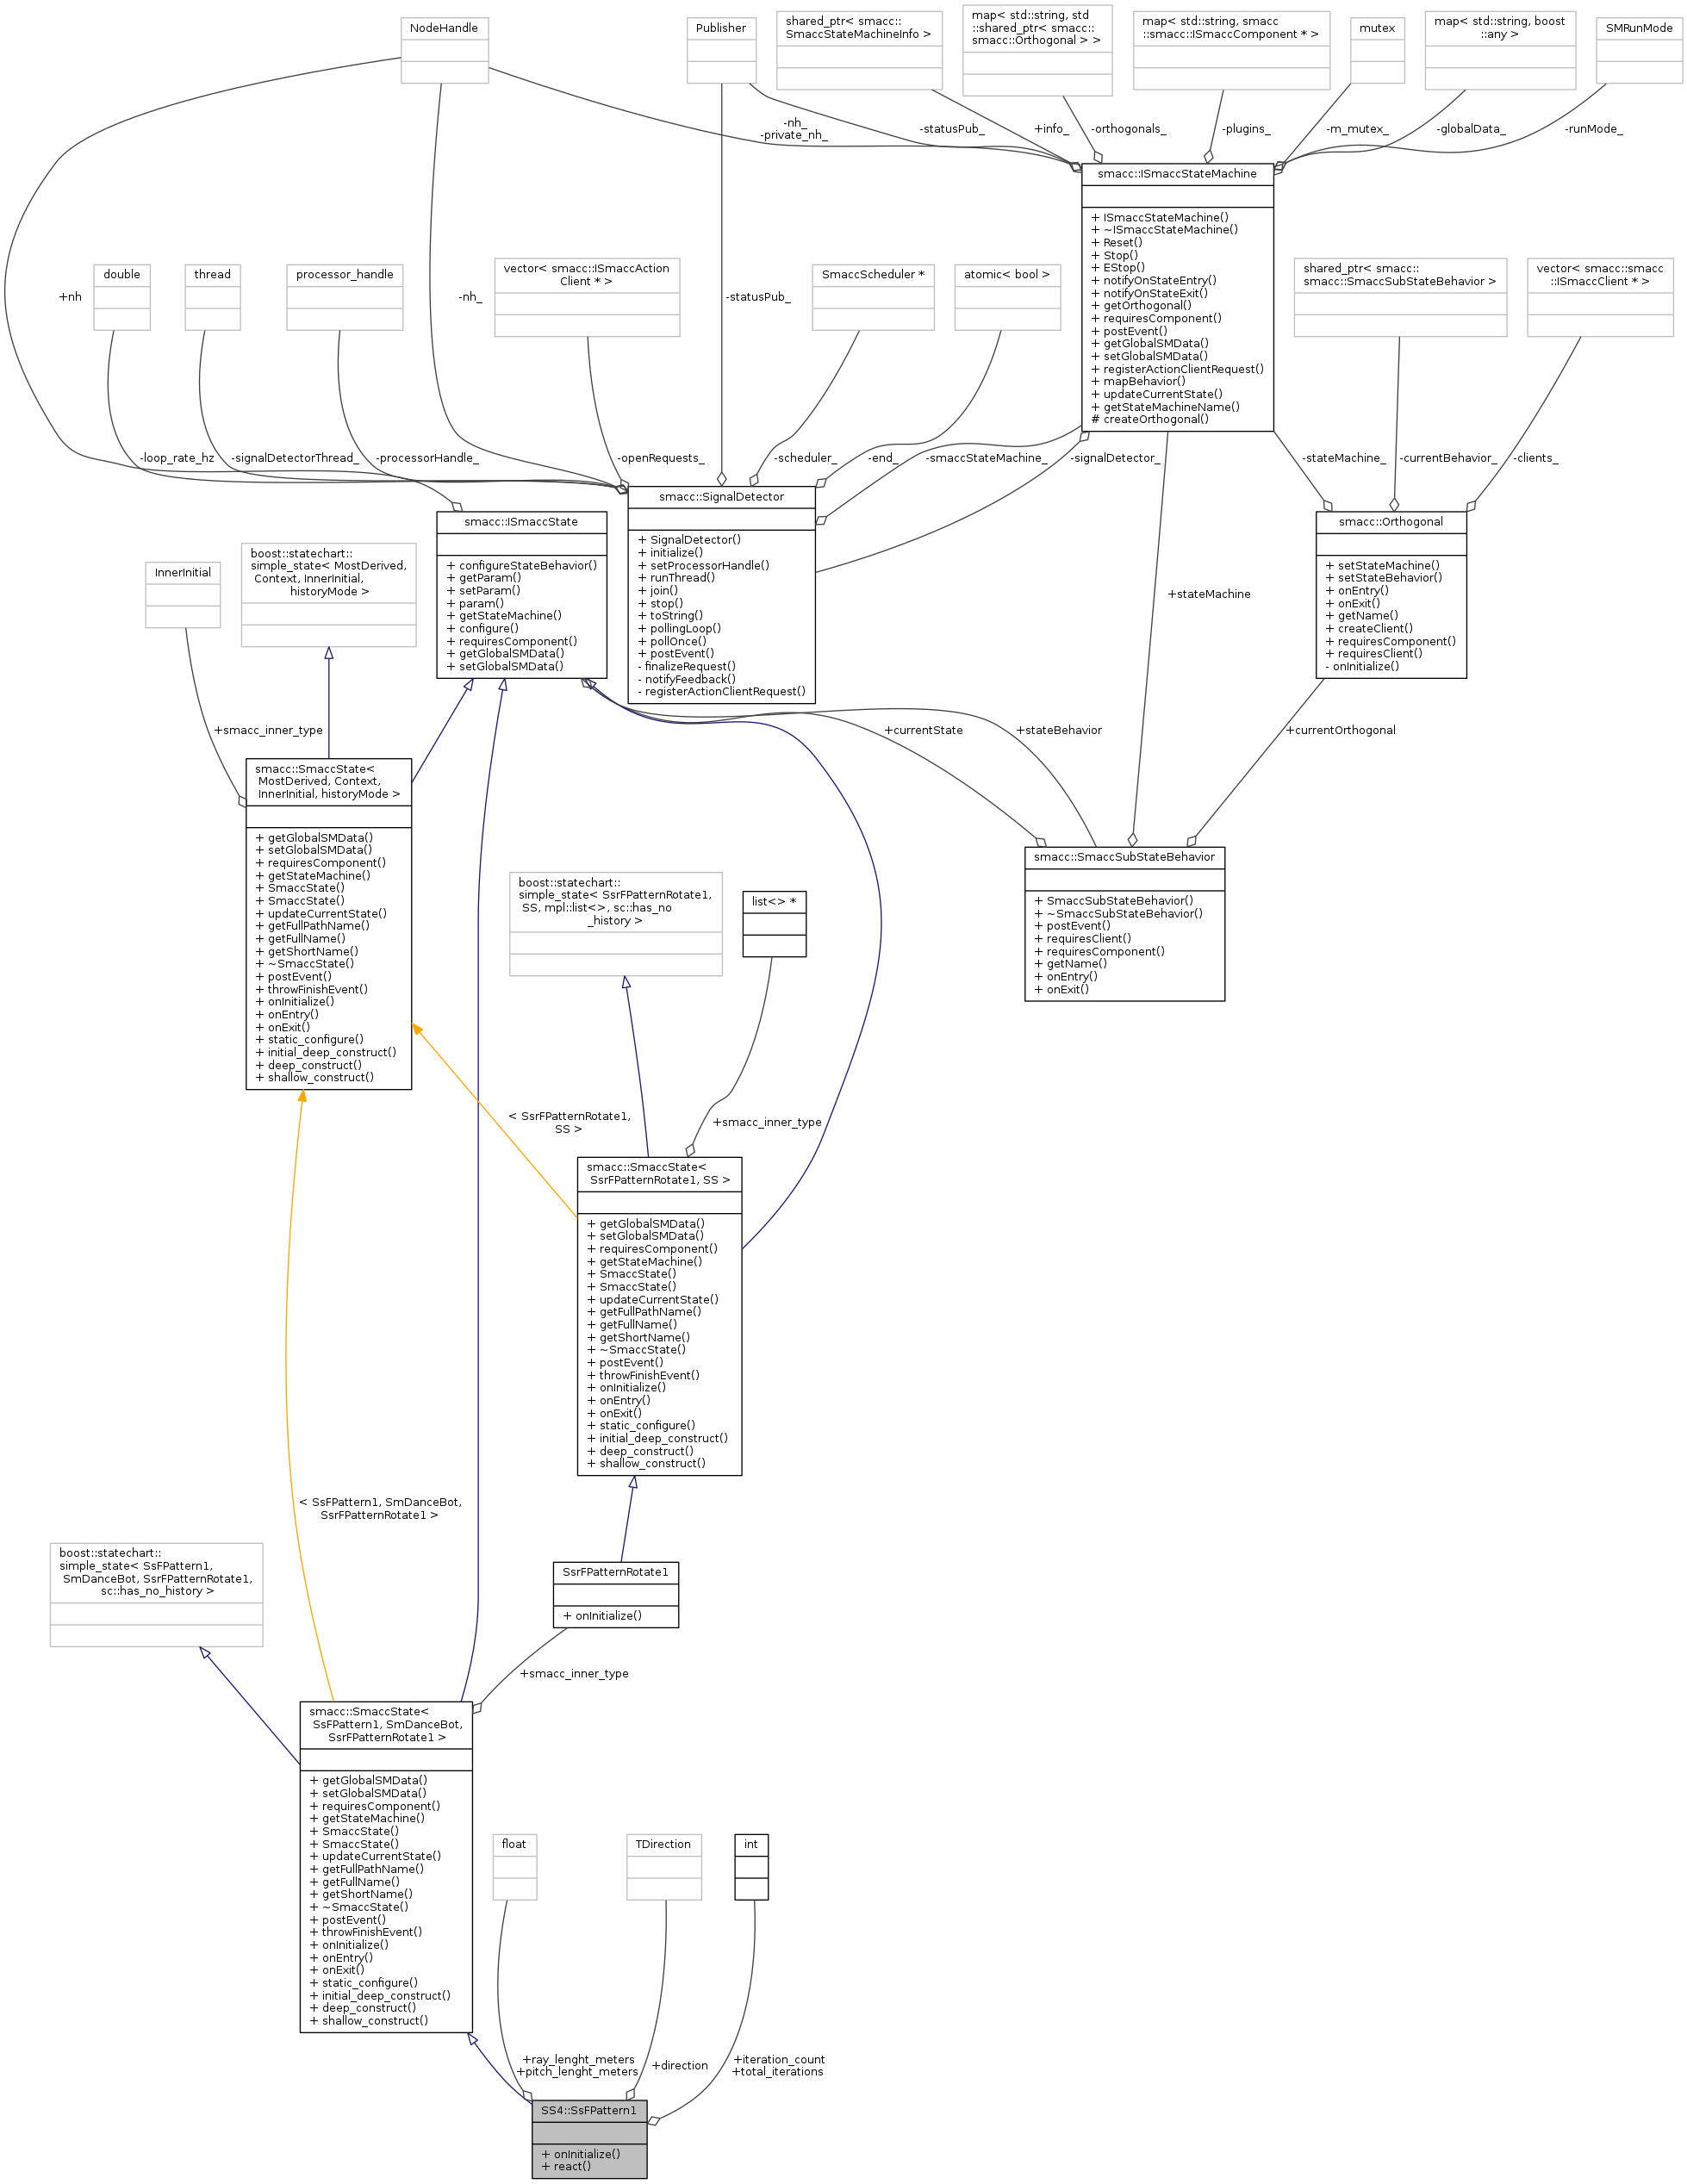 NodeHandle
Publisher
shared_ptr< smacc::
SmaccStateMachineInfo >
map< std::string, std
::shared_ptr< smacc::
smacc::Orthogonal > >
map< std::string, smacc
::smacc::ISmaccComponent * >
mutex
map< std::string, boost
::any >
SMRunMode
-nh_
-private_nh_
-statusPub_
+info_
-orthogonals_
-plugins_
-m_mutex_
-globalData_
-runMode_
smacc::ISmaccStateMachine
+ ISmaccStateMachine()
+ ~ISmaccStateMachine()
+ Reset()
+ Stop()
+ EStop()
+ notifyOnStateEntry()
+ notifyOnStateExit()
+ getOrthogonal()
+ requiresComponent()
+ postEvent()
+ getGlobalSMData()
+ setGlobalSMData()
+ registerActionClientRequest()
+ mapBehavior()
+ updateCurrentState()
+ getStateMachineName()
# createOrthogonal()
+nh
double
thread
processor_handle
-nh_
vector< smacc::ISmaccAction
Client * >
-statusPub_
SmaccScheduler *
atomic< bool >
shared_ptr< smacc::
smacc::SmaccSubStateBehavior >
vector< smacc::smacc
::ISmaccClient * >
-loop_rate_hz
-signalDetectorThread_
-processorHandle_
-openRequests_
-scheduler_
-end_
-smaccStateMachine_
-signalDetector_
-stateMachine_
-currentBehavior_
-clients_
smacc::ISmaccState
+ configureStateBehavior()
+ getParam()
+ setParam()
+ param()
+ getStateMachine()
+ configure()
+ requiresComponent()
+ getGlobalSMData()
+ setGlobalSMData()
smacc::SignalDetector
+ SignalDetector()
+ initialize()
+ setProcessorHandle()
+ runThread()
+ join()
+ stop()
+ toString()
+ pollingLoop()
+ pollOnce()
+ postEvent()
- finalizeRequest()
- notifyFeedback()
- registerActionClientRequest()
smacc::Orthogonal
+ setStateMachine()
+ setStateBehavior()
+ onEntry()
+ onExit()
+ getName()
+ createClient()
+ requiresComponent()
+ requiresClient()
- onInitialize()
InnerInitial
boost::statechart::
simple_state< MostDerived,
Context, InnerInitial,
historyMode >
+stateMachine
+smacc_inner_type
+currentState
+stateBehavior
+currentOrthogonal
smacc::SmaccState<
MostDerived, Context,
InnerInitial, historyMode >
+ getGlobalSMData()
+ setGlobalSMData()
+ requiresComponent()
+ getStateMachine()
+ SmaccState()
+ SmaccState()
+ updateCurrentState()
+ getFullPathName()
+ getFullName()
+ getShortName()
+ ~SmaccState()
+ postEvent()
+ throwFinishEvent()
+ onInitialize()
+ onEntry()
+ onExit()
+ static_configure()
+ initial_deep_construct()
+ deep_construct()
+ shallow_construct()
smacc::SmaccSubStateBehavior
+ SmaccSubStateBehavior()
+ ~SmaccSubStateBehavior()
+ postEvent()
+ requiresClient()
+ requiresComponent()
+ getName()
+ onEntry()
+ onExit()
boost::statechart::
simple_state< SsrFPatternRotate1,
SS, mpl::list<>, sc::has_no
_history >
list<> *
< SsrFPatternRotate1,
SS >
+smacc_inner_type
smacc::SmaccState<
SsrFPatternRotate1, SS >
+ getGlobalSMData()
+ setGlobalSMData()
+ requiresComponent()
+ getStateMachine()
+ SmaccState()
+ SmaccState()
+ updateCurrentState()
+ getFullPathName()
+ getFullName()
+ getShortName()
+ ~SmaccState()
+ postEvent()
+ throwFinishEvent()
+ onInitialize()
+ onEntry()
+ onExit()
+ static_configure()
+ initial_deep_construct()
+ deep_construct()
+ shallow_construct()
< SsFPattern1, SmDanceBot,
SsrFPatternRotate1 >
boost::statechart::
simple_state< SsFPattern1,
SmDanceBot, SsrFPatternRotate1,
sc::has_no_history >
SsrFPatternRotate1
+ onInitialize()
+smacc_inner_type
smacc::SmaccState<
SsFPattern1, SmDanceBot,
SsrFPatternRotate1 >
+ getGlobalSMData()
+ setGlobalSMData()
+ requiresComponent()
+ getStateMachine()
+ SmaccState()
+ SmaccState()
+ updateCurrentState()
+ getFullPathName()
+ getFullName()
+ getShortName()
+ ~SmaccState()
+ postEvent()
+ throwFinishEvent()
+ onInitialize()
+ onEntry()
+ onExit()
+ static_configure()
+ initial_deep_construct()
+ deep_construct()
+ shallow_construct()
float
TDirection
int
+ray_lenght_meters
+pitch_lenght_meters
+direction
+iteration_count
+total_iterations
SS4::SsFPattern1
+ onInitialize()
+ react()